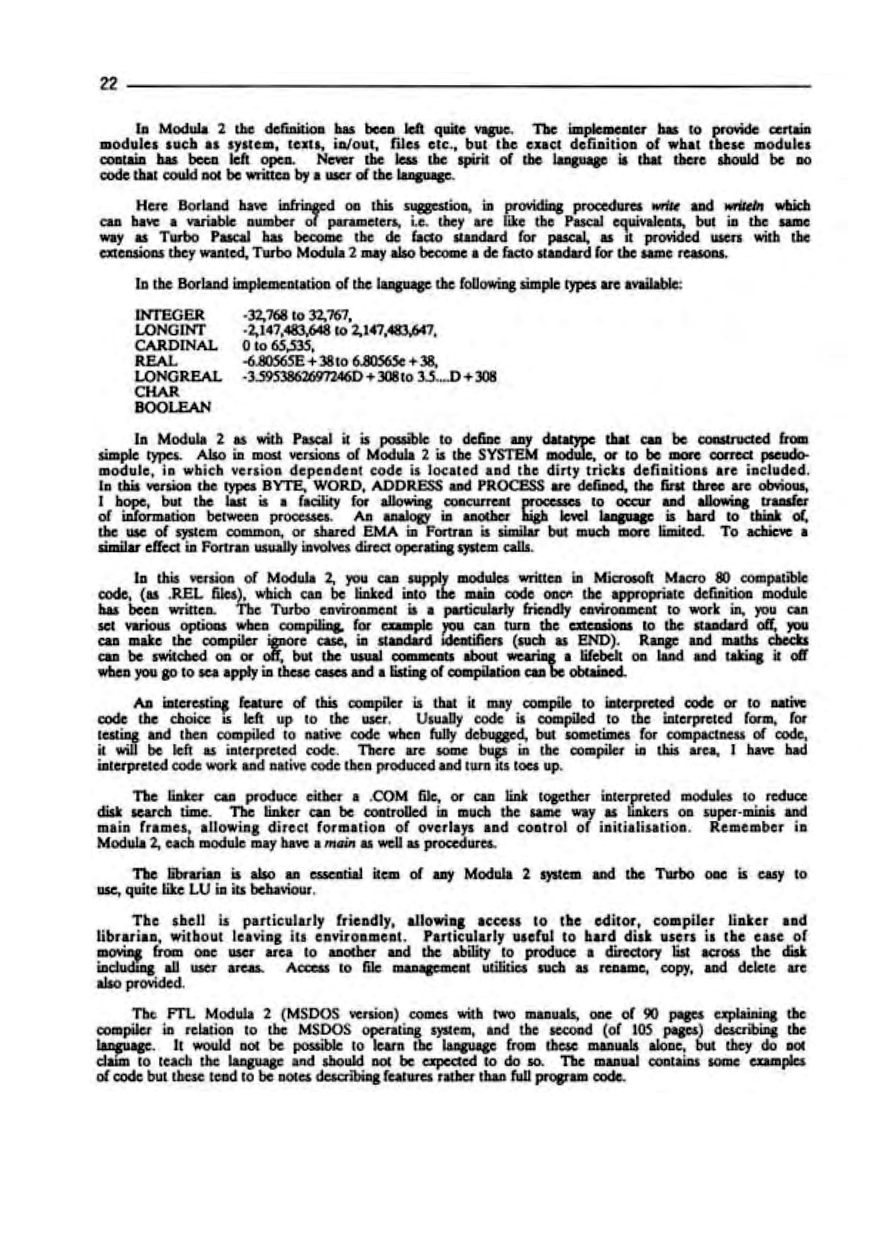 22
In Modula 2 the definition has been left quite vague. The implementer has to provide certain
modules such as system, texts, in/out, files etc., but the exact definition of what these modules
contain has been left open. Never the less the spirit of the language is that there should be no
code that could not be written by a user of the language.
Here Borland have infringed on this suggestion, in providing procedures write and writeln which
can have a variable number of parameters, i.e. they are like the Pascal equivalents, but in the same
way as Turbo Pascal has become the de facto standard for pascal, as it provided users with the
extensions they wanted, Turbo Modula 2 may also become a de facto standard for the same reasons.
In the Borland implementation of the language the following simple types are available:
INTEGER -32,768 to 32,767,
LONGINT -2,147,483,648 to 2,147,483,647,
CARDINAL 0 to 65,535,
REAL -6.80565E + 38 to 6.80565e + 38,
LONGREAL -3.5953862697246D + 308 to 3.5....D + 308
CHAR
BOOLEAN
In Modula 2 as with Pascal it is possible to define any datatype that can be constructed from
simple types. Also in most versions of Modula 2 is the SYSTEM module, or to be more correct pseudo-
module, in which version dependent code is located and the dirty tricks definitions are included.
In this version the types BYTE, WORD, ADDRESS and PROCESS are defined, the first three are obvious,
I hope, but the last is a facility for allowing concurrent processes to occur and allowing transfer
of information between processes. An analogy in another high level language is hard to think of,
the use of system common, or shared EMA in Fortran is similar but much more limited. To achieve a
similar effect in Fortran usually involves direct operating system calls.
In this version of Modula 2, you can supply modules written in Microsoft Macro 80 compatible
code, (as .REL files), which can be linked into the main code once the appropriate definition module
has been written. The Turbo environment is a particularly friendly environment to work in, you can
set various options when compiling, for example you can turn the extensions to the standard off, you
can make the compiler ignore case, in standard identifiers (such as END). Range and maths checks
can be switched on or off, but the usual comments about wearing a lifebelt on land and taking it off
when you go to sea apply in these cases and a listing of compilation can be obtained.
An interesting feature of this compiler is that it may compile to interpreted code or to native
code the choice is left up to the user. Usually code is compiled to the interpreted form, for
testing and then compiled to native code when fully debugged, but sometimes for compactness of code,
it will be left as interpreted code. There are some bugs in the compiler in this area, I have had
interpreted code work and native code then produced and turn its toes up.
The linker can produce either a .COM file, or can link together interpreted modules to reduce
disk search time. The linker can be controlled in much the same way as linkers on super-minis and
main frames, allowing direct formation of overlays and control of initialisation. Remember in
Modula 2, each module may have a main as well as procedures.
The librarian is also an essential item of any Modula 2 system and the Turbo one is easy to
use, quite like LU in its behaviour.
The shell is particularly friendly, allowing access to the editor, compiler linker and
librarian, without leaving its environment. Particularly useful to hard disk users is the ease of
moving from one user area to another and the ability to produce a directory list across the disk
including all user areas. Access to file management utilities such as rename, copy, and delete are
also provided.
The FTL Modula 2 (MSDOS version) comes with two manuals, one of 90 pages explaining the
compiler in relation to the MSDOS operating system, and the second (of 105 pages) describing the
language. It would not be possible to learn the language from these manuals alone, but they do not
claim to teach the language and should not be expected to do so. The manual contains some examples
of code but these tend to be notes describing features rather than full program code.